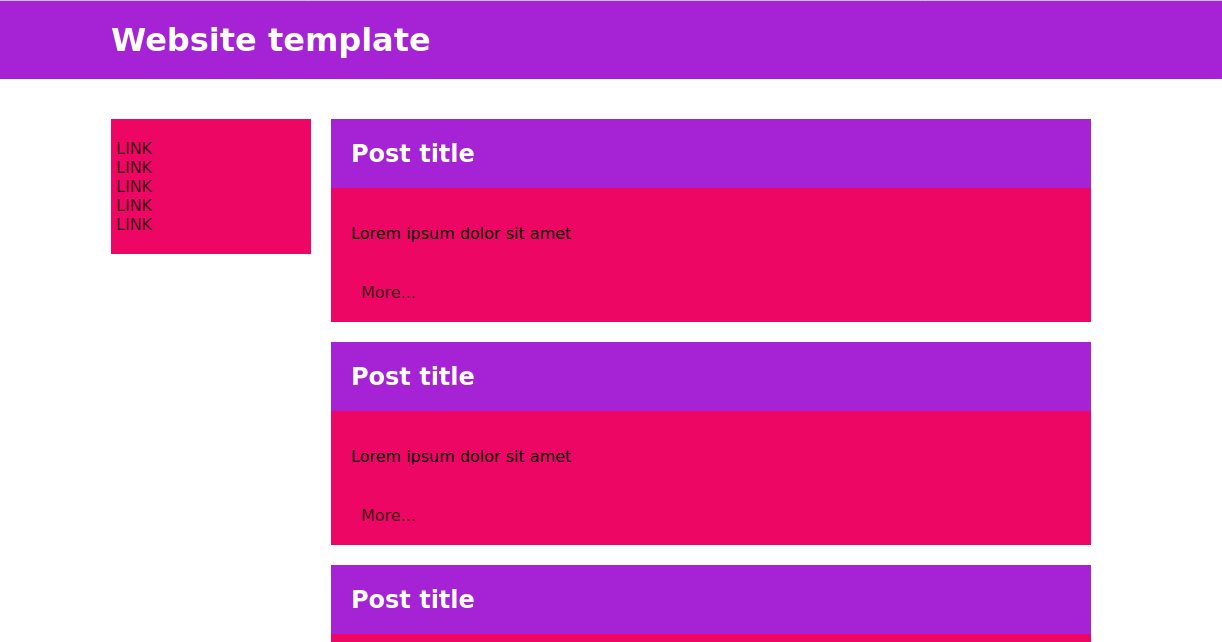 Website template
LINK
LINK
LINK
LINK
LINK
Post title
Lorem ipsum dolor sit amet
More...
Post title
Lorem ipsum dolor sit amet
More...
Post title